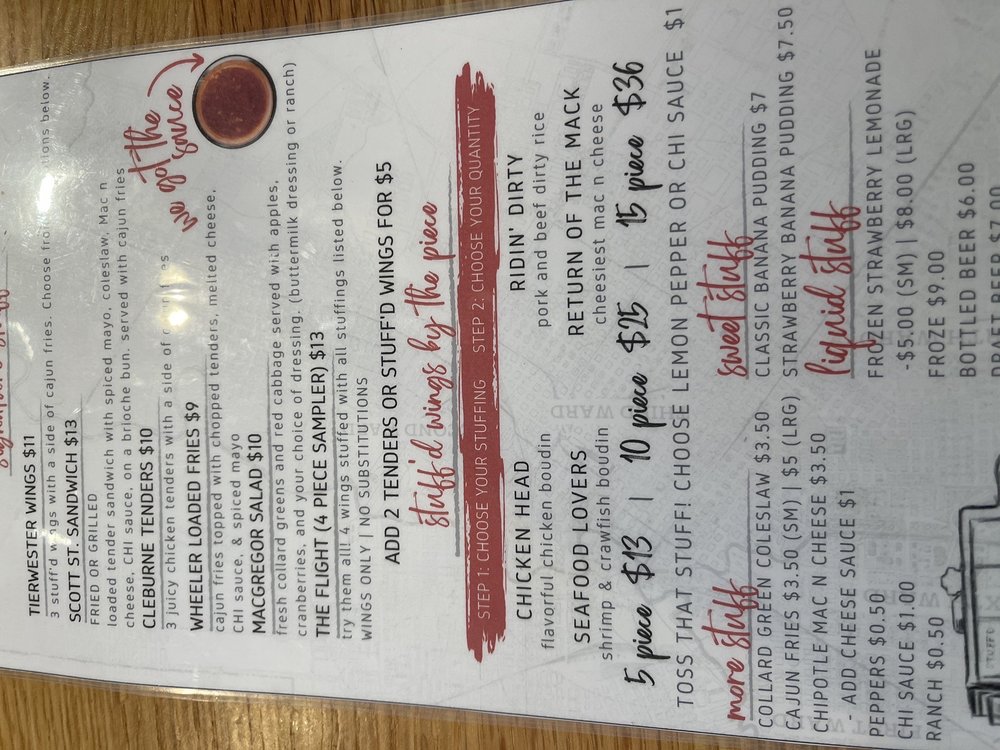 TIERWESTER WINGS $11
3 stuff'd wings with a side of cajun fries. Choose from below.
SCOTT ST. SANDWICH $13
FRIED OR GRILLED
loaded tender sandwich with spiced mayo, coleslaw, Mac n
cheese, CHI sauce, on a brioche bun. served with cajun fries
CLEBURNE TENDERS $10
3 juicy chicken tenders with a side of
WHEELER LOADED FRIES $9
cajun fries topped with chopped tenders, melted cheese,
CHI sauce, & spiced mayo
MACGREGOR SALAD $10
fresh collard greens and red cabbage served with apples,
cranberries, and your choice of dressing. (buttermilk dressing or ranch)
THE FLIGHT (4 PIECE SAMPLER) $13
try them all! 4 wings stuffed with all stuffings listed below.
WINGS ONLY | NO SUBSTITUTIONS
we got the
sauce
ADD 2 TENDERS OR STUFF'D WINGS FOR $5
stuff'd wings by the piece
STEP 1: CHOOSE YOUR STUFFING STEP 2: CHOOSE YOUR QUANTITY
CHICKEN HEAD
flavorful chicken boudin
SEAFOOD LOVERS
shrimp & crawfish boudin
RIDIN' DIRTY
pork and beef dirty rice
RETURN OF THE MACK
cheesiest mac n cheese
5 piece $13 | 10 piece $25 | 15 piece $36
TOSS THAT STUFF! CHOOSE LEMON PEPPER OR CHI SAUCE $1
more stuff
COLLARD GREEN COLESLAW $3.50
CAJUN FRIES $3.50 (SM) | $5 (LRG)
CHIPOTLE MAC N CHEESE $3.50
- ADD CHEESE SAUCE $1
PEPPERS $0.50
CHI SAUCE $1.00
RANCH $0.50
sweet stuff
CLASSIC BANANA PUDDING $7
STRAWBERRY BANANA PUDDING $7.50
liquid stuff
FROZEN STRAWBERRY LEMONADE
-$5.00 (SM) $8.00 (LRG)
FROZE $9.00
BOTTLED BEER $6.00
DRAFT BEER $7.00